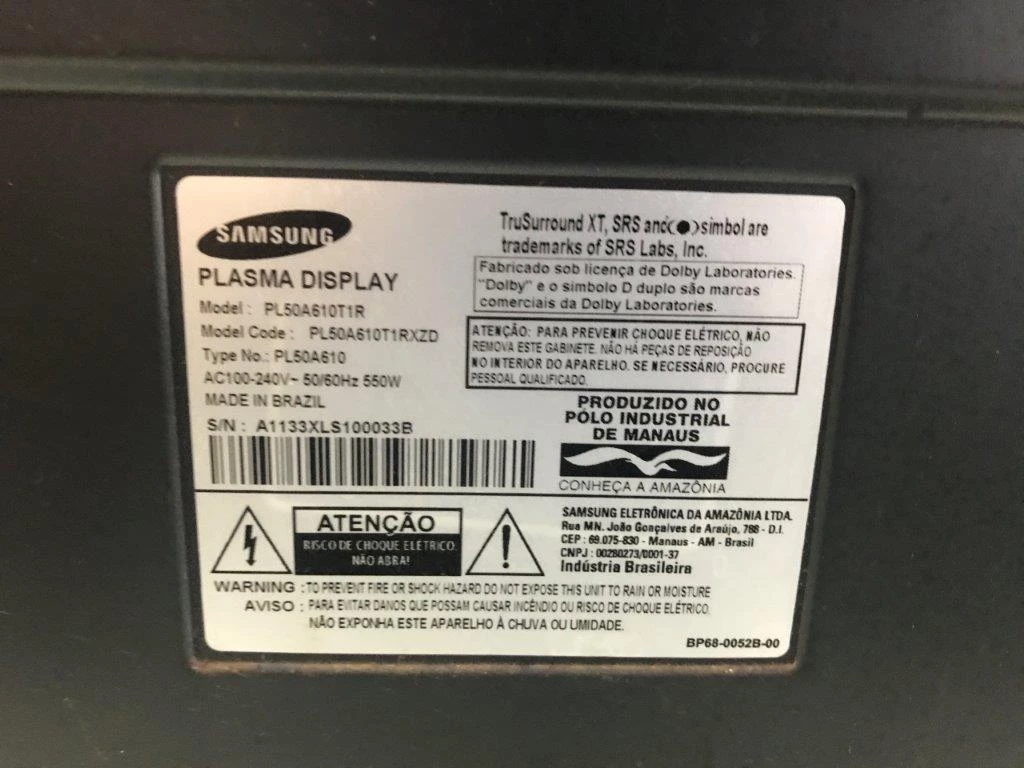 SAMSUNG
PLASMA DISPLAY
Model : PL50A610T1R
Model Code : PL50A610T1RXZD
Type No.: PL50A610
AC100-240V~ 50/60Hz 550W
MADE IN BRAZIL
S/N : A1133XLS100033B
TruSurround XT, SRS and (●) simbol are
trademarks of SRS Labs, Inc.
Fabricado sob licença de Dolby Laboratories.
"Dolby" e o simbolo D duplo são marcas
comerciais da Dolby Laboratories.
ATENÇÃO: PARA PREVENIR CHOQUE ELÉTRICO, NÃO
REMOVA ESTE GABINETE. NÃO HÁ PEÇAS DE REPOSIÇÃO
NO INTERIOR DO APARELHO. SE NECESSÁRIO, PROCURE
PESSOAL QUALIFICADO.
PRODUZIDO NO
PÓLO INDUSTRIAL
DE MANAUS
CONHEÇA A AMAZÔNIA
ATENÇÃO
RISCO DE CHOQUE ELÉTRICO.
NÃO ABRA!
SAMSUNG ELETRÔNICA DA AMAZÔNIA LTDA.
Rua MN. João Gonçalves de Araújo, 788 - D.I.
CEP : 69.075-830 - Manaus - AM - Brasil
CNPJ : 00280273/0001-37
Indústria Brasileira
WARNING : TO PREVENT FIRE OR SHOCK HAZARD DO NOT EXPOSE THIS UNIT TO RAIN OR MOISTURE
AVISO : PARA EVITAR DANOS QUE POSSAM CAUSAR INCÊNDIO OU RISCO DE CHOQUE ELÉTRICO.
NÃO EXPONHA ESTE APARELHO À CHUVA OU UMIDADE.
BP68-0052B-00